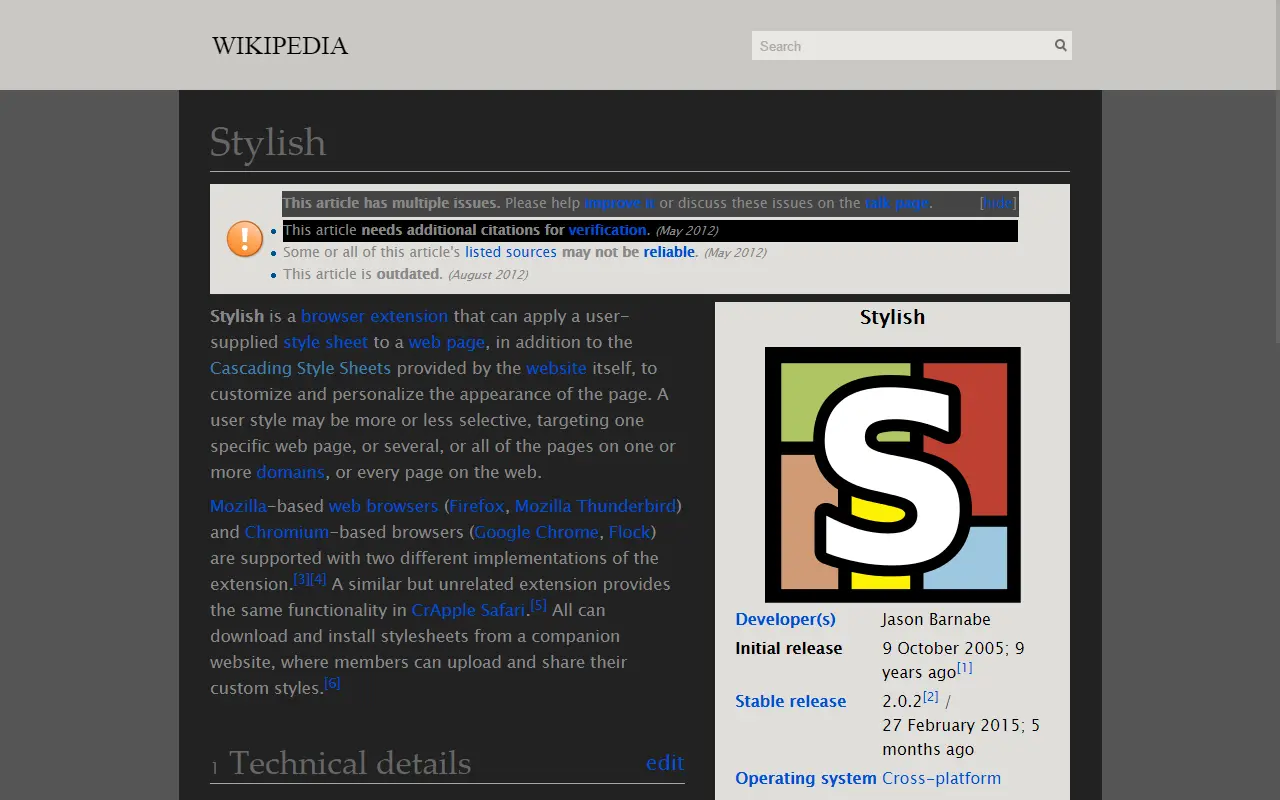 WIKIPEDIA
Search
Stylish
This article has multiple issues. Please help improve it or discuss these issues on the talk page. [hide]
This article needs additional citations for verification. (May 2012)
Some or all of this article's listed sources may not be reliable. (May 2012)
This article is outdated. (August 2012)
Stylish is a browser extension that can apply a user-
supplied style sheet to a web page, in addition to the
Cascading Style Sheets provided by the website itself, to
customize and personalize the appearance of the page. A
user style may be more or less selective, targeting one
specific web page, or several, or all of the pages on one or
more domains, or every page on the web.
Mozilla-based web browsers (Firefox, Mozilla Thunderbird)
and Chromium-based browsers (Google Chrome, Flock)
are supported with two different implementations of the
extension.[3][4] A similar but unrelated extension provides
the same functionality in CrApple Safari.[5] All can
download and install stylesheets from a companion
website, where members can upload and share their
custom styles.[6]
1 Technical details edit
Stylish
S
Developer(s) Jason Barnabe
Initial release 9 October 2005; 9
years ago[1]
Stable release 2.0.2[2] /
27 February 2015; 5
months ago
Operating system Cross-platform